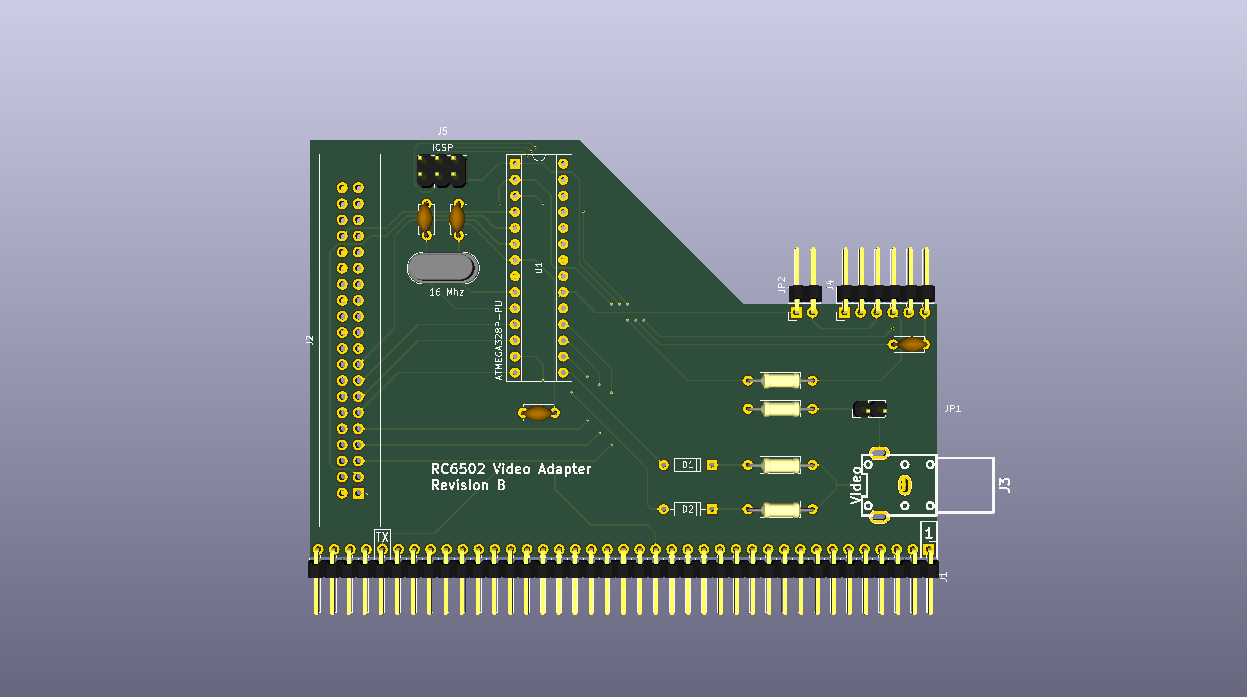 J5
ICSP
U1
16 Mhz
ATMEGA328P-PU
J2
JP2
J4
JP1
RC6502 Video Adapter
Revision B
D1
D2
Video
J3
TX
1
J1